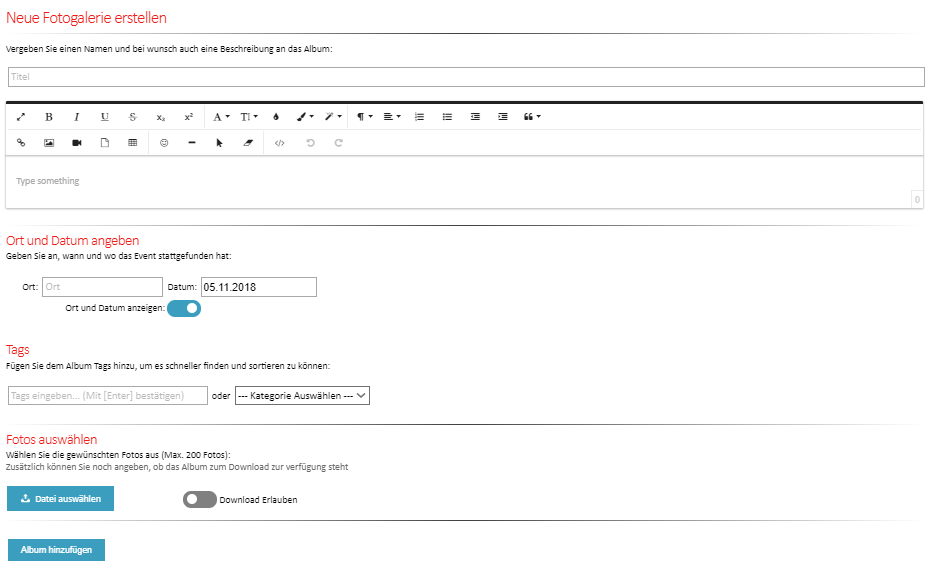 Neue Fotogalerie erstellen
Vergeben Sie einen Namen und bei wunsch auch eine Beschreibung an das Album:
Titel
B I U S x₂ x² A T
Type something
0
Ort und Datum angeben
Geben Sie an, wann und wo das Event stattgefunden hat:
Ort: Ort Datum: 05.11.2018
Ort und Datum anzeigen:
Tags
Fügen Sie dem Album Tags hinzu, um es schneller finden und sortieren zu können:
Tags eingeben... (Mit [Enter] bestätigen) oder --- Kategorie Auswählen ---
Fotos auswählen
Wählen Sie die gewünschten Fotos aus (Max. 200 Fotos):
Zusätzlich können Sie noch angeben, ob das Album zum Download zur verfügung steht
Datei auswählen Download Erlauben
Album hinzufügen